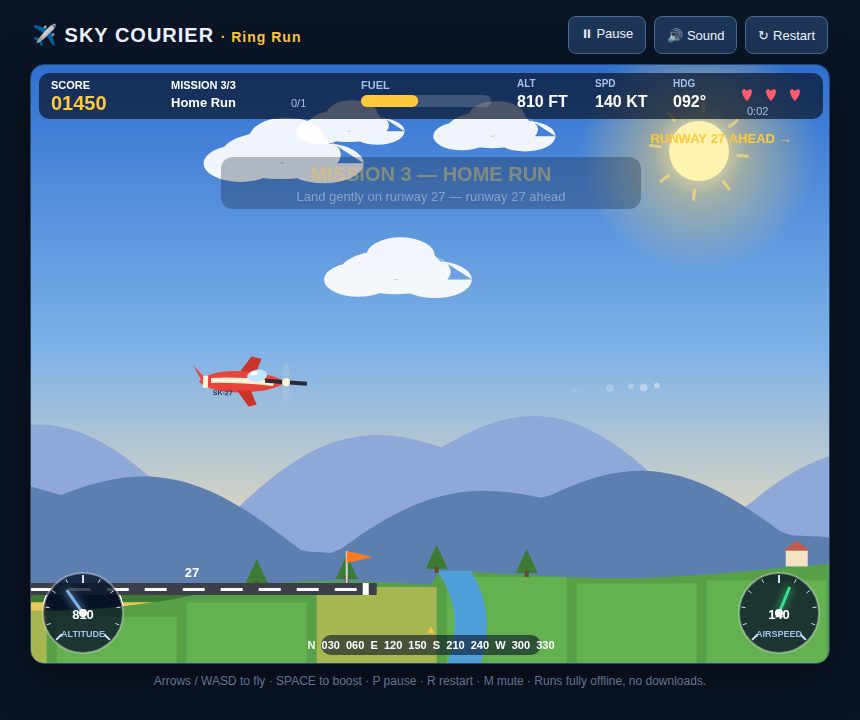 SKY COURIER · Ring Run
Pause
Sound
Restart
SCORE
01450
MISSION 3/3
Home Run
0/1
FUEL
ALT
810 FT
SPD
140 KT
HDG
092°
0:02
RUNWAY 27 AHEAD →
MISSION 3 — HOME RUN
Land gently on runway 27 — runway 27 ahead
SK-27
27
810
ALTITUDE
N 030 060 E 120 150 S 210 240 W 300 330
140
AIRSPEED
Arrows / WASD to fly · SPACE to boost · P pause · R restart · M mute · Runs fully offline, no downloads.